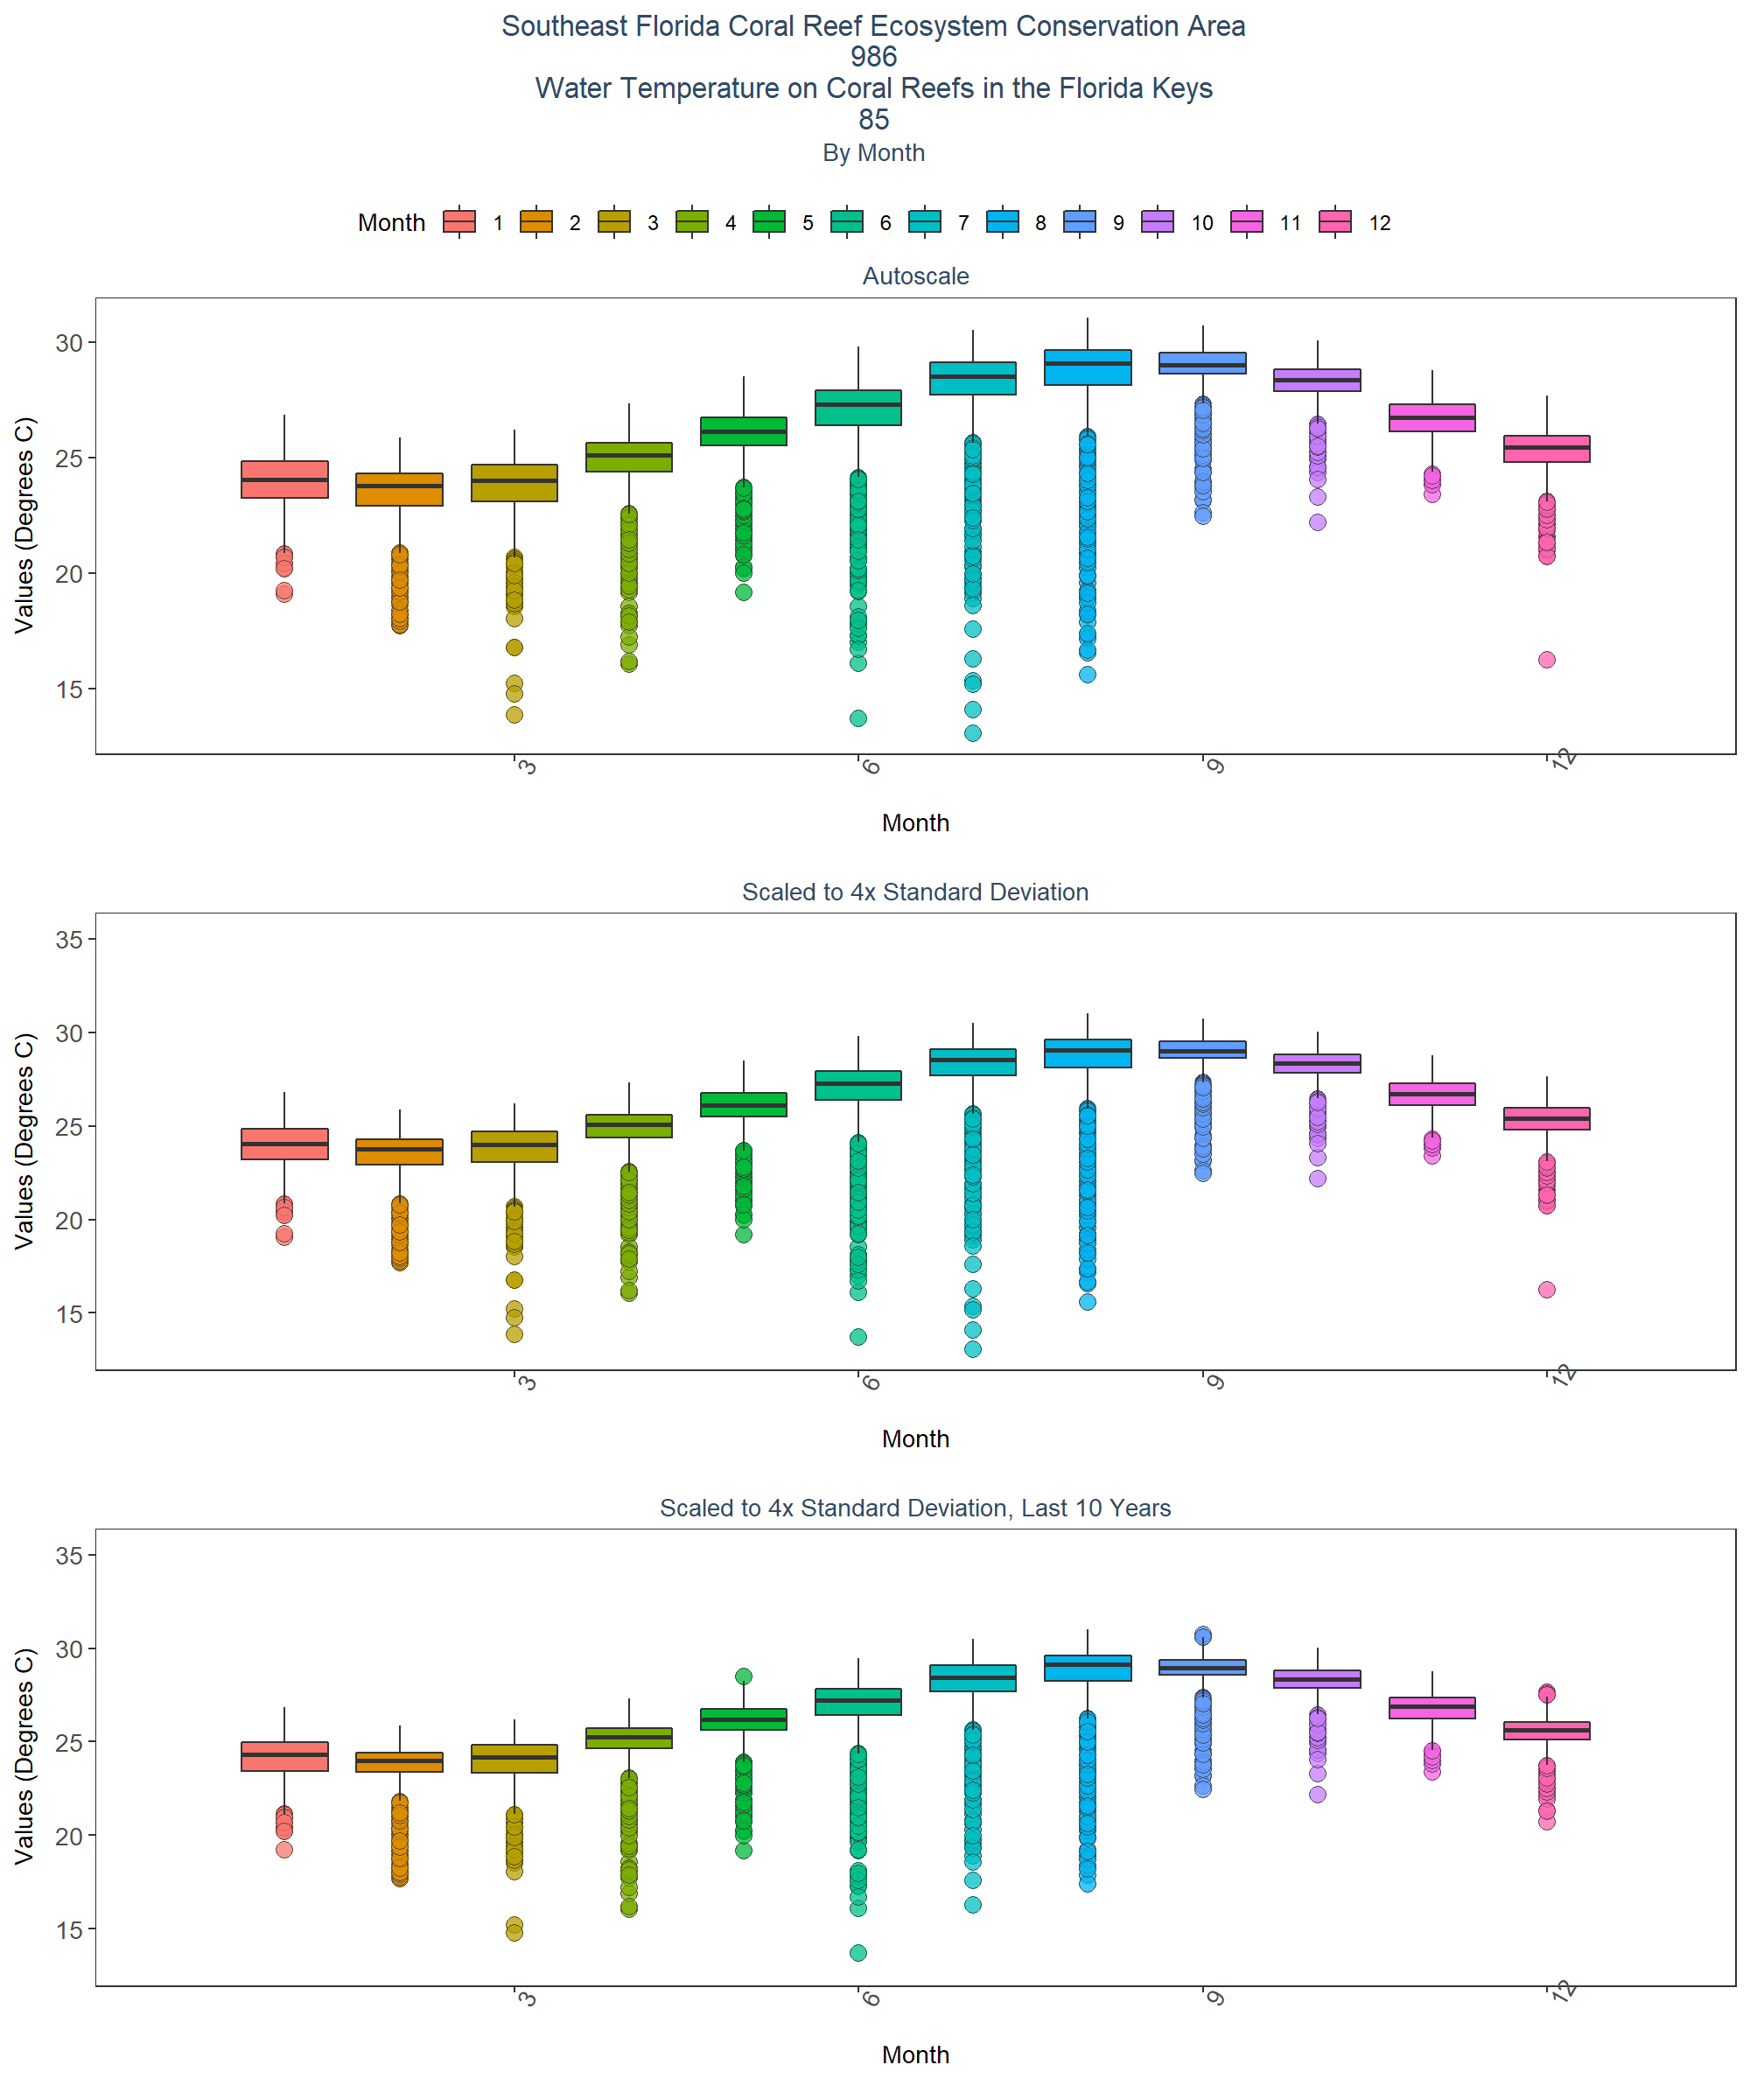 Southeast Florida Coral Reef Ecosystem Conservation Area
986
Water Temperature on Coral Reefs in the Florida Keys
85
By Month
Month 1 2 3 4 5 6 7 8 9 10 11 12
Autoscale
Values (Degrees C)
30
25
20
15
3 6 9 12
Month
Scaled to 4x Standard Deviation
Values (Degrees C)
35
30
25
20
15
3 6 9 12
Month
Scaled to 4x Standard Deviation, Last 10 Years
Values (Degrees C)
35
30
25
20
15
3 6 9 12
Month